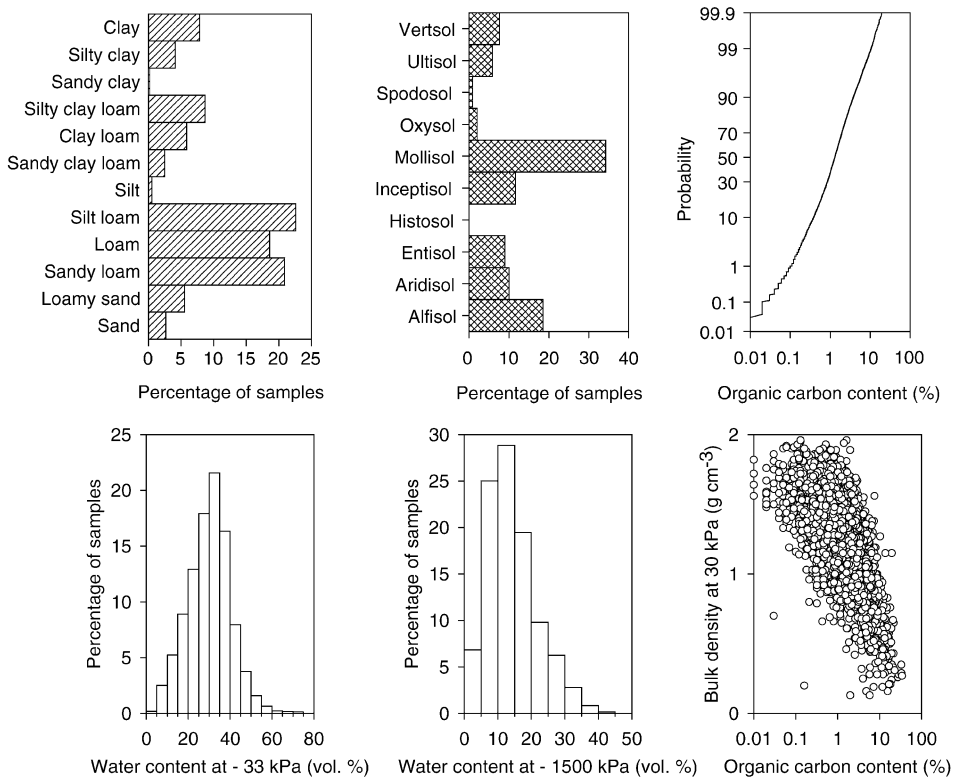 Clay
Silty clay
Sandy clay
Silty clay loam
Clay loam
Sandy clay loam
Silt
Silt loam
Loam
Sandy loam
Loamy sand
Sand
0 5 10 15 20 25
Percentage of samples
Vertsol
Ultisol
Spodosol
Oxysol
Mollisol
Inceptisol
Histosol
Entisol
Aridisol
Alfisol
0 10 20 30 40
Percentage of samples
Probability
99.9
99
90
70
50
30
10
1
0.1
0.01
0.01 0.1 1 10 100
Organic carbon content (%)
Percentage of samples
25
20
15
10
5
0
0 20 40 60 80
Water content at - 33 kPa (vol. %)
Percentage of samples
30
25
20
15
10
5
0
0 10 20 30 40 50
Water content at - 1500 kPa (vol. %)
Bulk density at 30 kPa (g cm-3)
2
1
0
0.01 0.1 1 10 100
Organic carbon content (%)